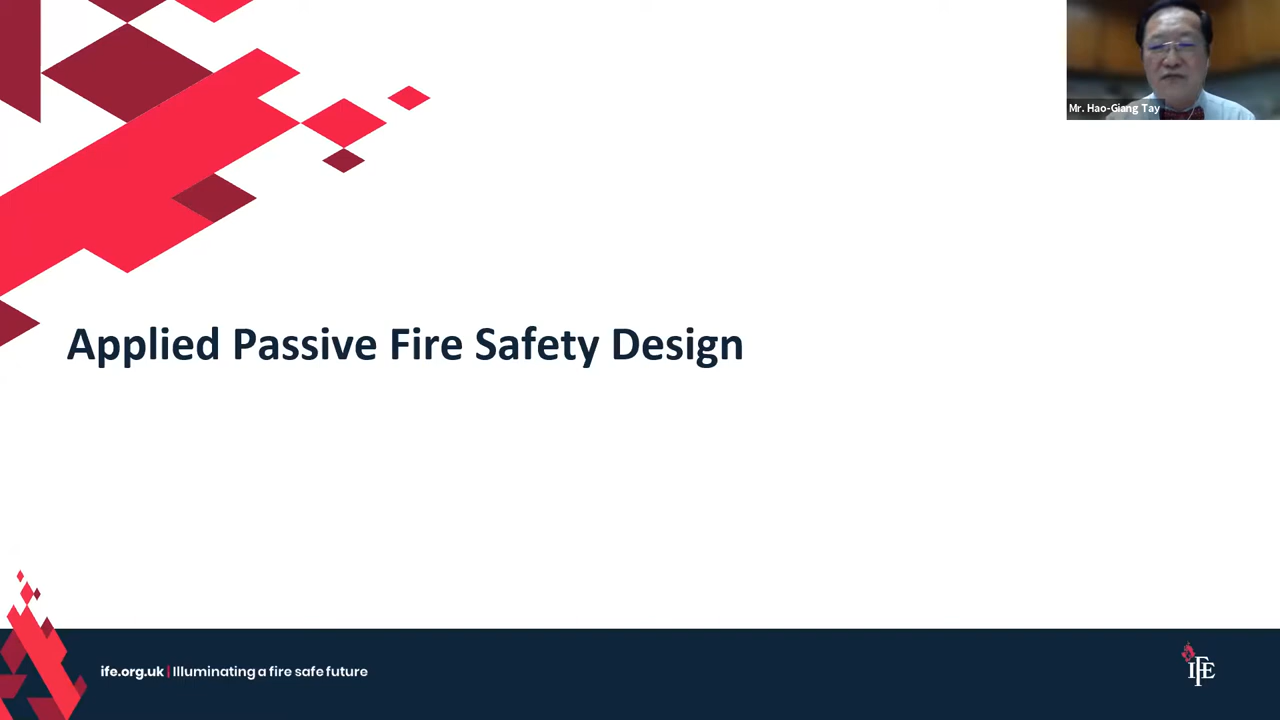 Mr. Hao-Giang Tay
Applied Passive Fire Safety Design
ife.org.uk | Illuminating a fire safe future
IFE